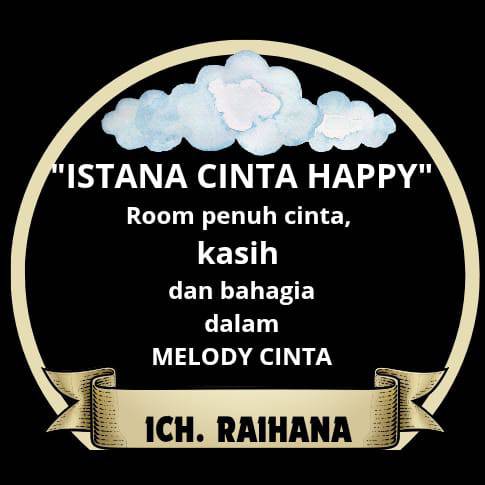 "ISTANA CINTA HAPPY"
Room penuh cinta,
kasih
dan bahagia
dalam
MELODY CINTA
ICH. RAIHANA